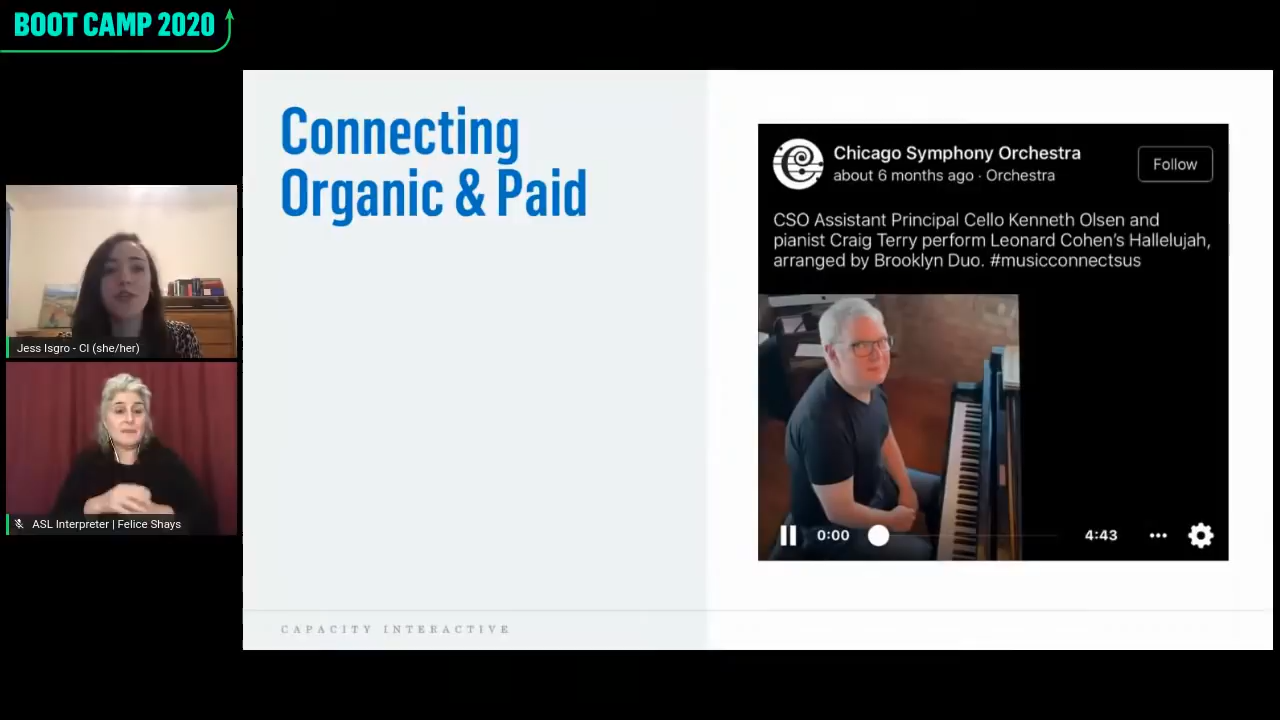 BOOT CAMP 2020
Connecting
Organic & Paid
Chicago Symphony Orchestra
about 6 months ago · Orchestra
Follow
CSO Assistant Principal Cello Kenneth Olsen and
pianist Craig Terry perform Leonard Cohen's Hallelujah,
arranged by Brooklyn Duo. #musicconnectsus
Jess Isgro - CI (she/her)
ASL Interpreter | Felice Shays
0:00
4:43
CAPACITY INTERACTIVE